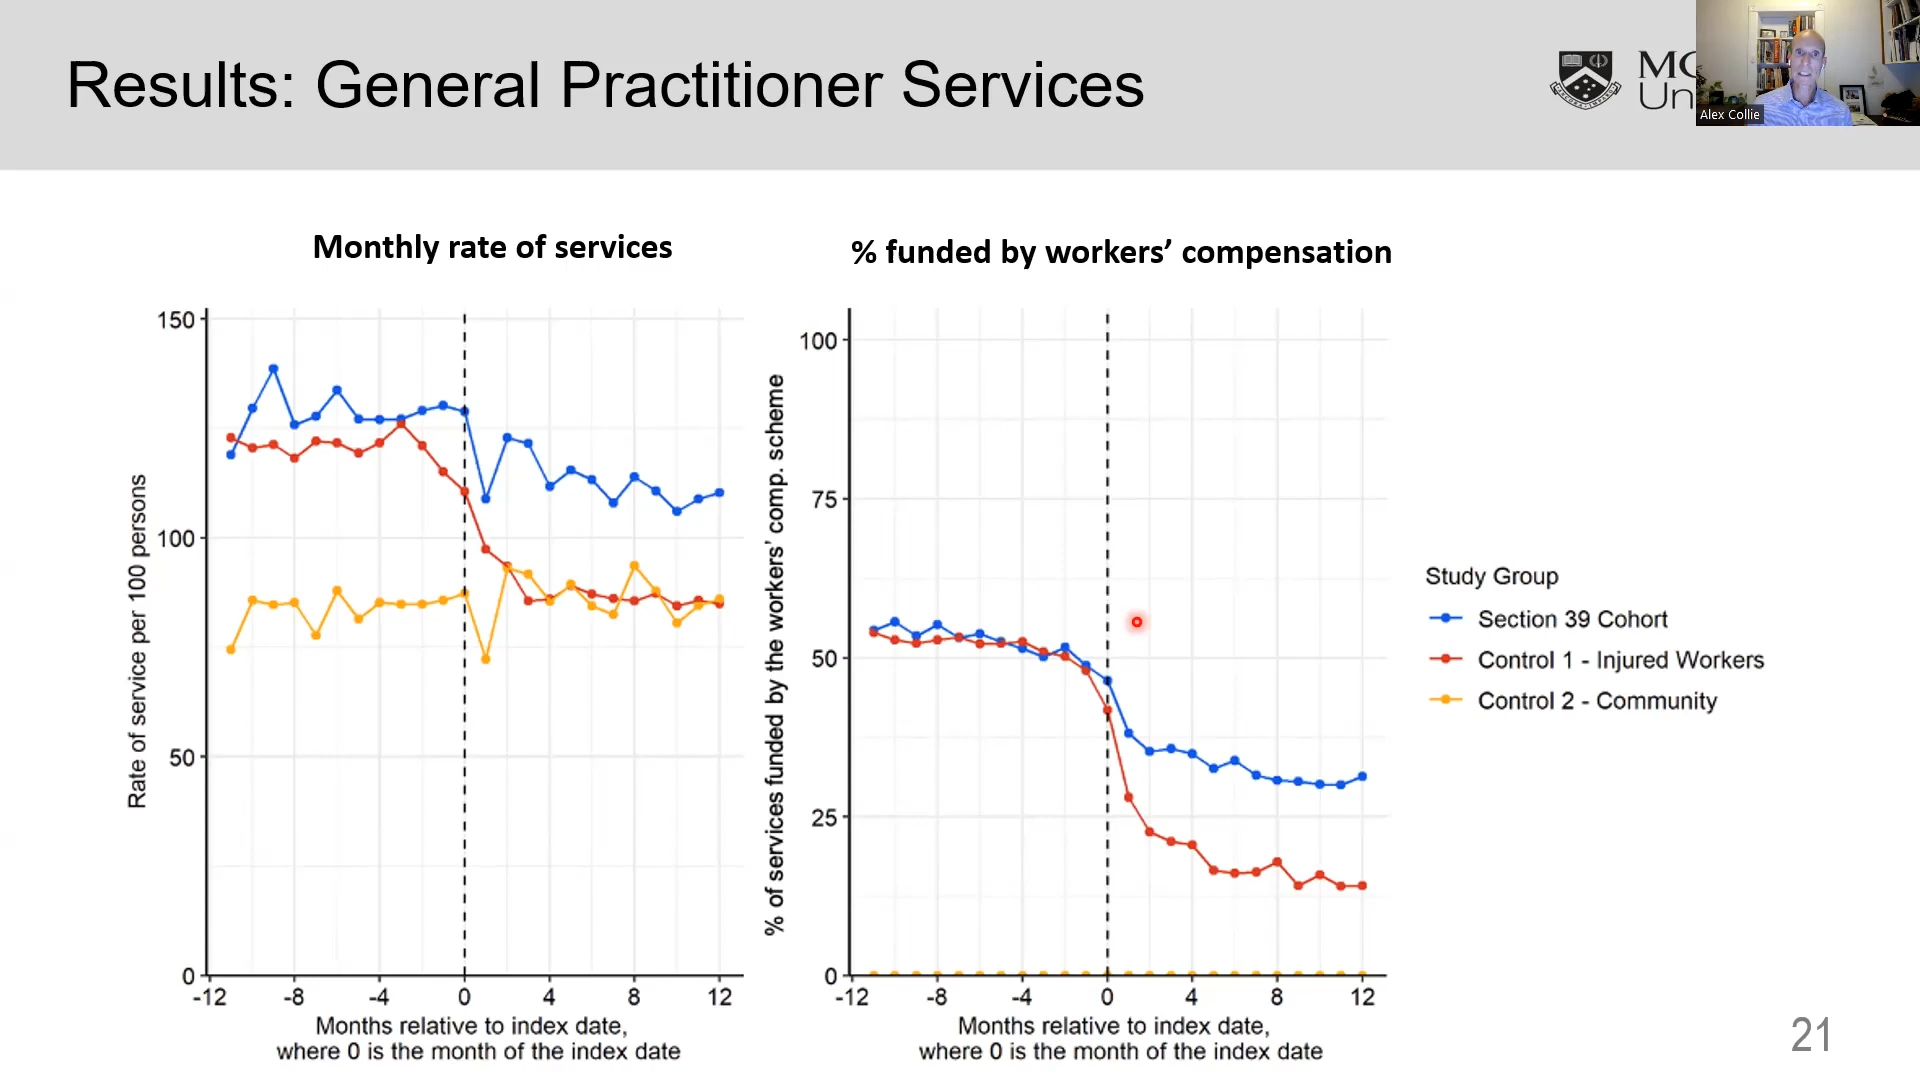 Results: General Practitioner Services
Un
Alex Collie
Monthly rate of services
% funded by workers’ compensation
Rate of service per 100 persons
150
100
50
0
-12 -8 -4 0 4 8 12
Months relative to index date,
where 0 is the month of the index date
% of services funded by the workers’ comp. scheme
100
75
50
25
0
-12 -8 -4 0 4 8 12
Months relative to index date,
where 0 is the month of the index date
Study Group
Section 39 Cohort
Control 1 - Injured Workers
Control 2 - Community
21